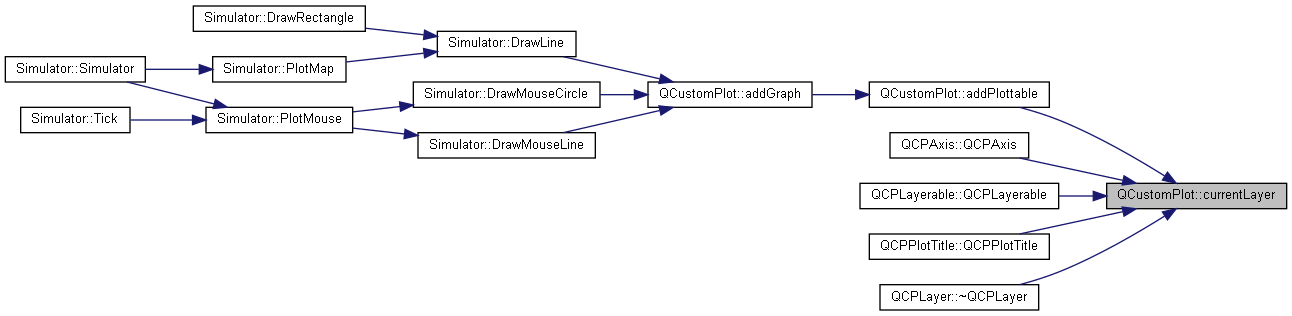 Simulator::DrawRectangle
Simulator::DrawLine
Simulator::Simulator
Simulator::PlotMap
Simulator::DrawMouseCircle
QCustomPlot::addGraph
QCustomPlot::addPlottable
Simulator::Tick
Simulator::PlotMouse
Simulator::DrawMouseLine
QCPAxis::QCPAxis
QCPLayerable::QCPLayerable
QCustomPlot::currentLayer
QCPPlotTitle::QCPPlotTitle
QCPLayer::~QCPLayer